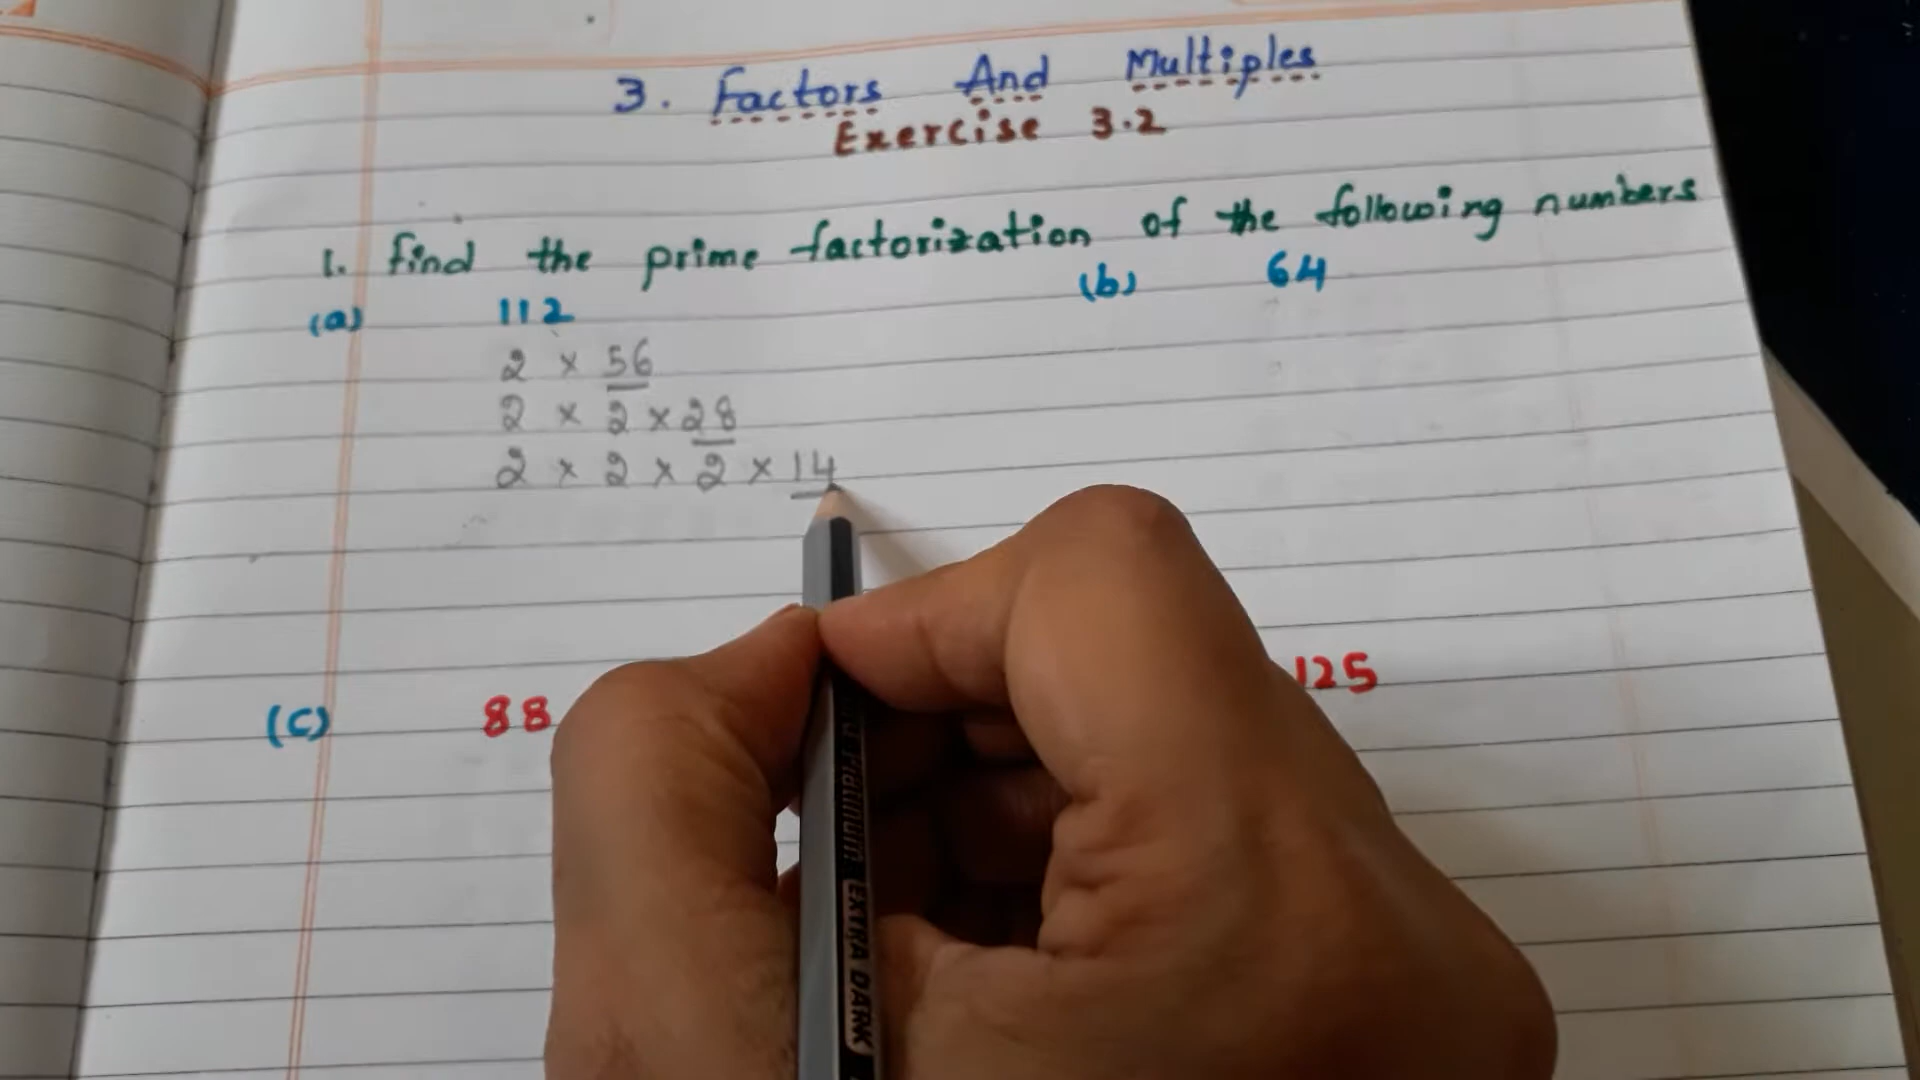 3. Factors And Multiples
Exercise 3.2
1. find the prime factorization of the following numbers
(a) 112 (b) 64
2 × 56
2 × 2 × 28
2 × 2 × 2 × 14
(c) 88 125
Platinum EXTRA DARK